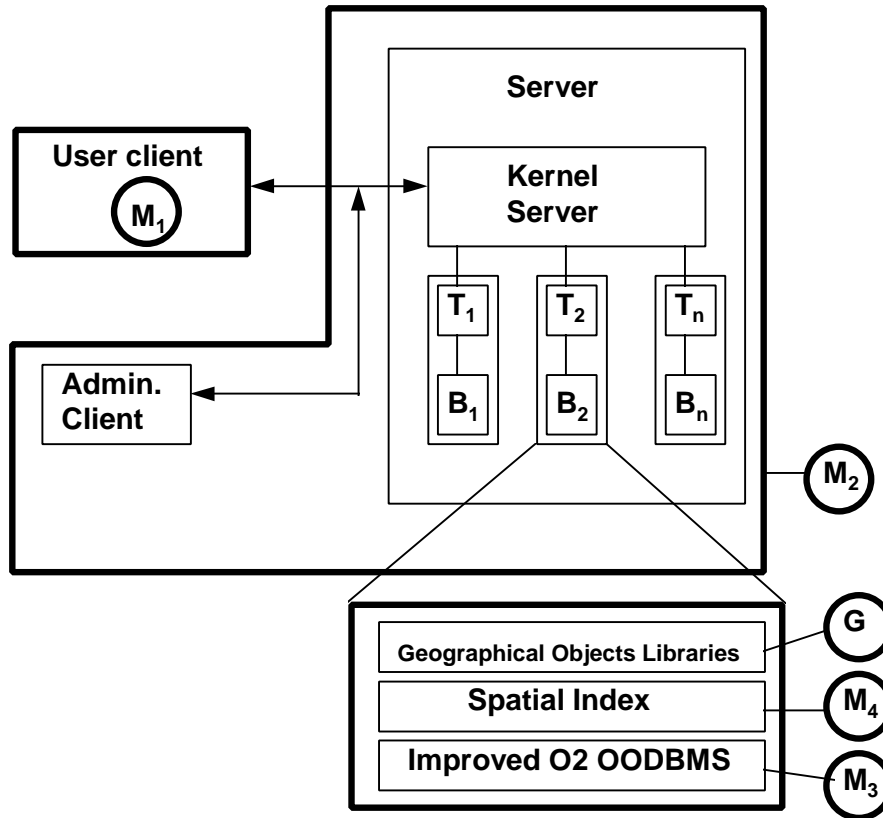 Server
User client
M₁
Kernel
Server
T₁
T₂
Tₙ
Admin.
Client
B₁
B₂
Bₙ
M₂
G
Geographical Objects Libraries
Spatial Index
M₄
Improved O2 OODBMS
M₃